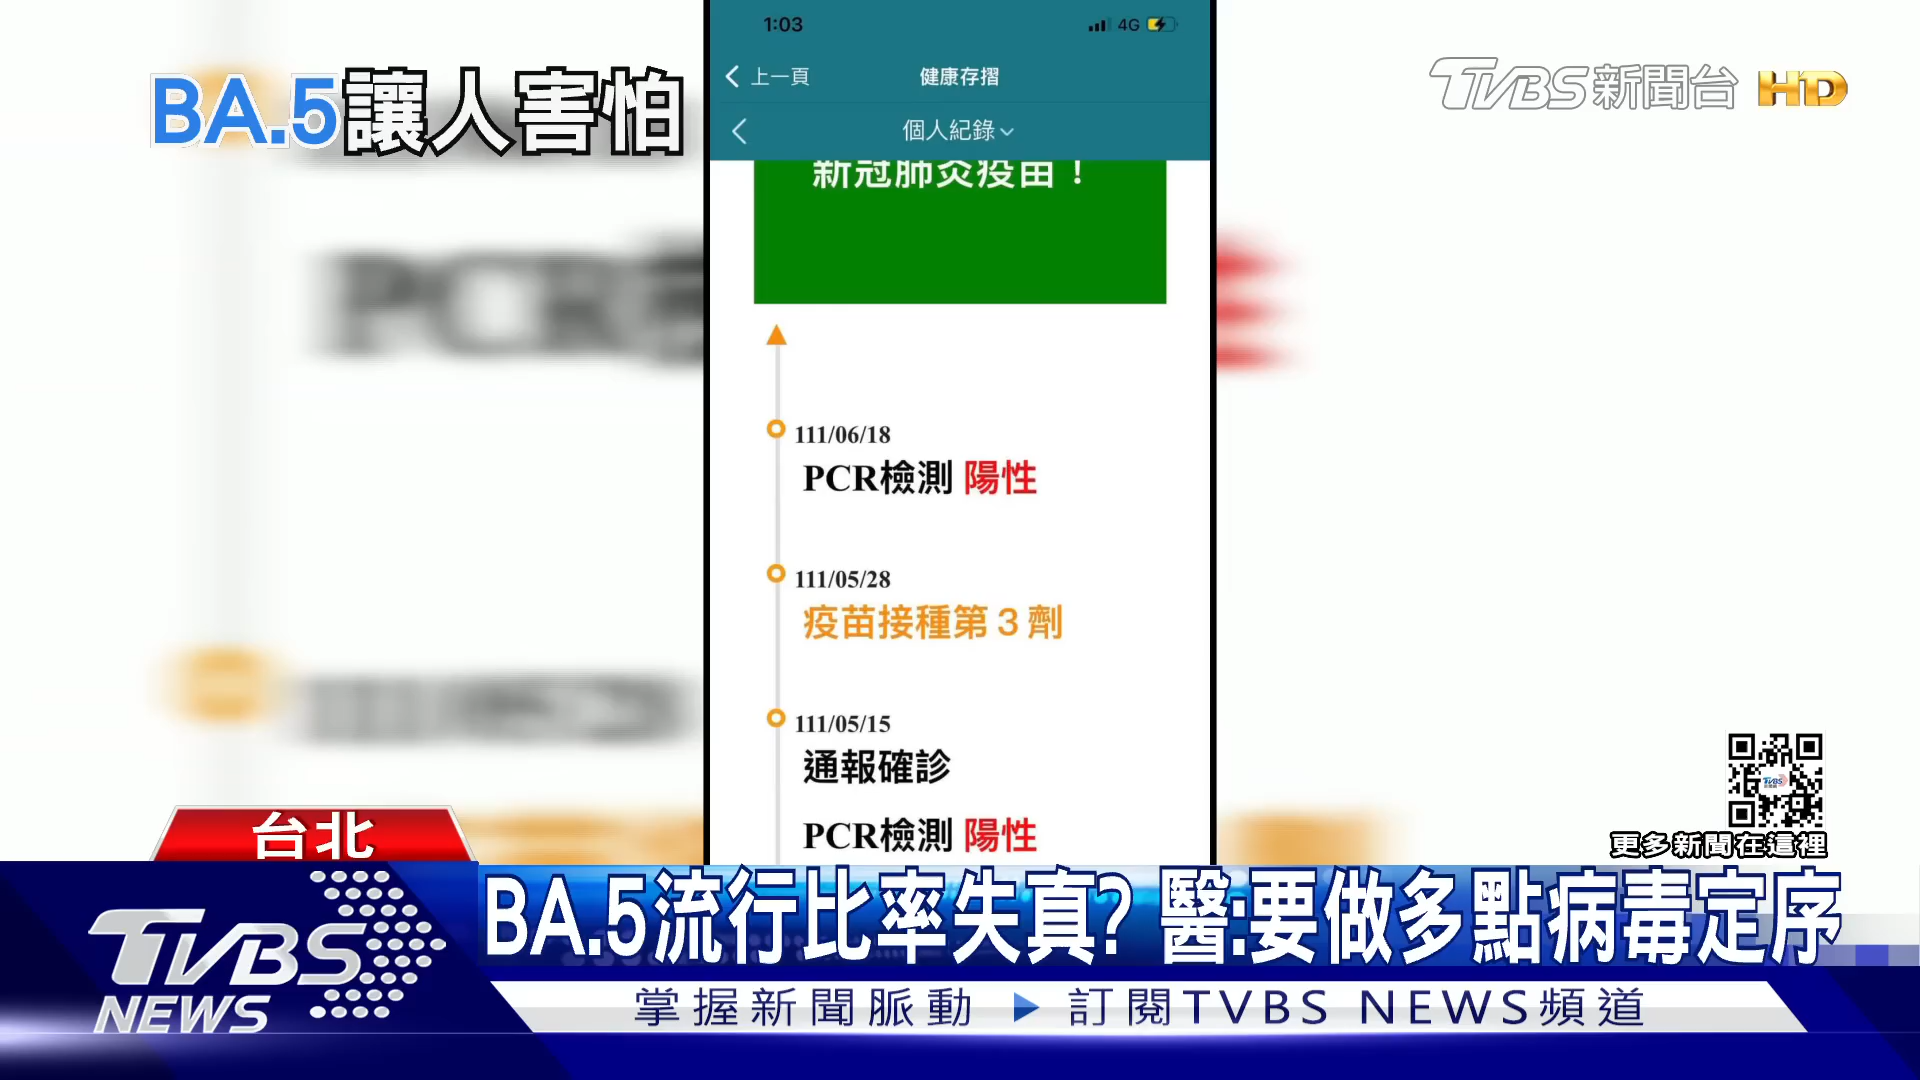 1:03
4G
上一頁
健康存摺
個人紀錄
BA.5讓人害怕
TVBS新聞台 HD
新冠肺炎疫苗！
111/06/18
PCR檢測 陽性
111/05/28
疫苗接種第 3 劑
111/05/15
通報確診
PCR檢測 陽性
TVBS
更多新聞在這裡
台北
BA.5流行比率失真? 醫:要做多點病毒定序
TVBS
NEWS
掌握新聞脈動 ▶ 訂閱TVBS NEWS頻道